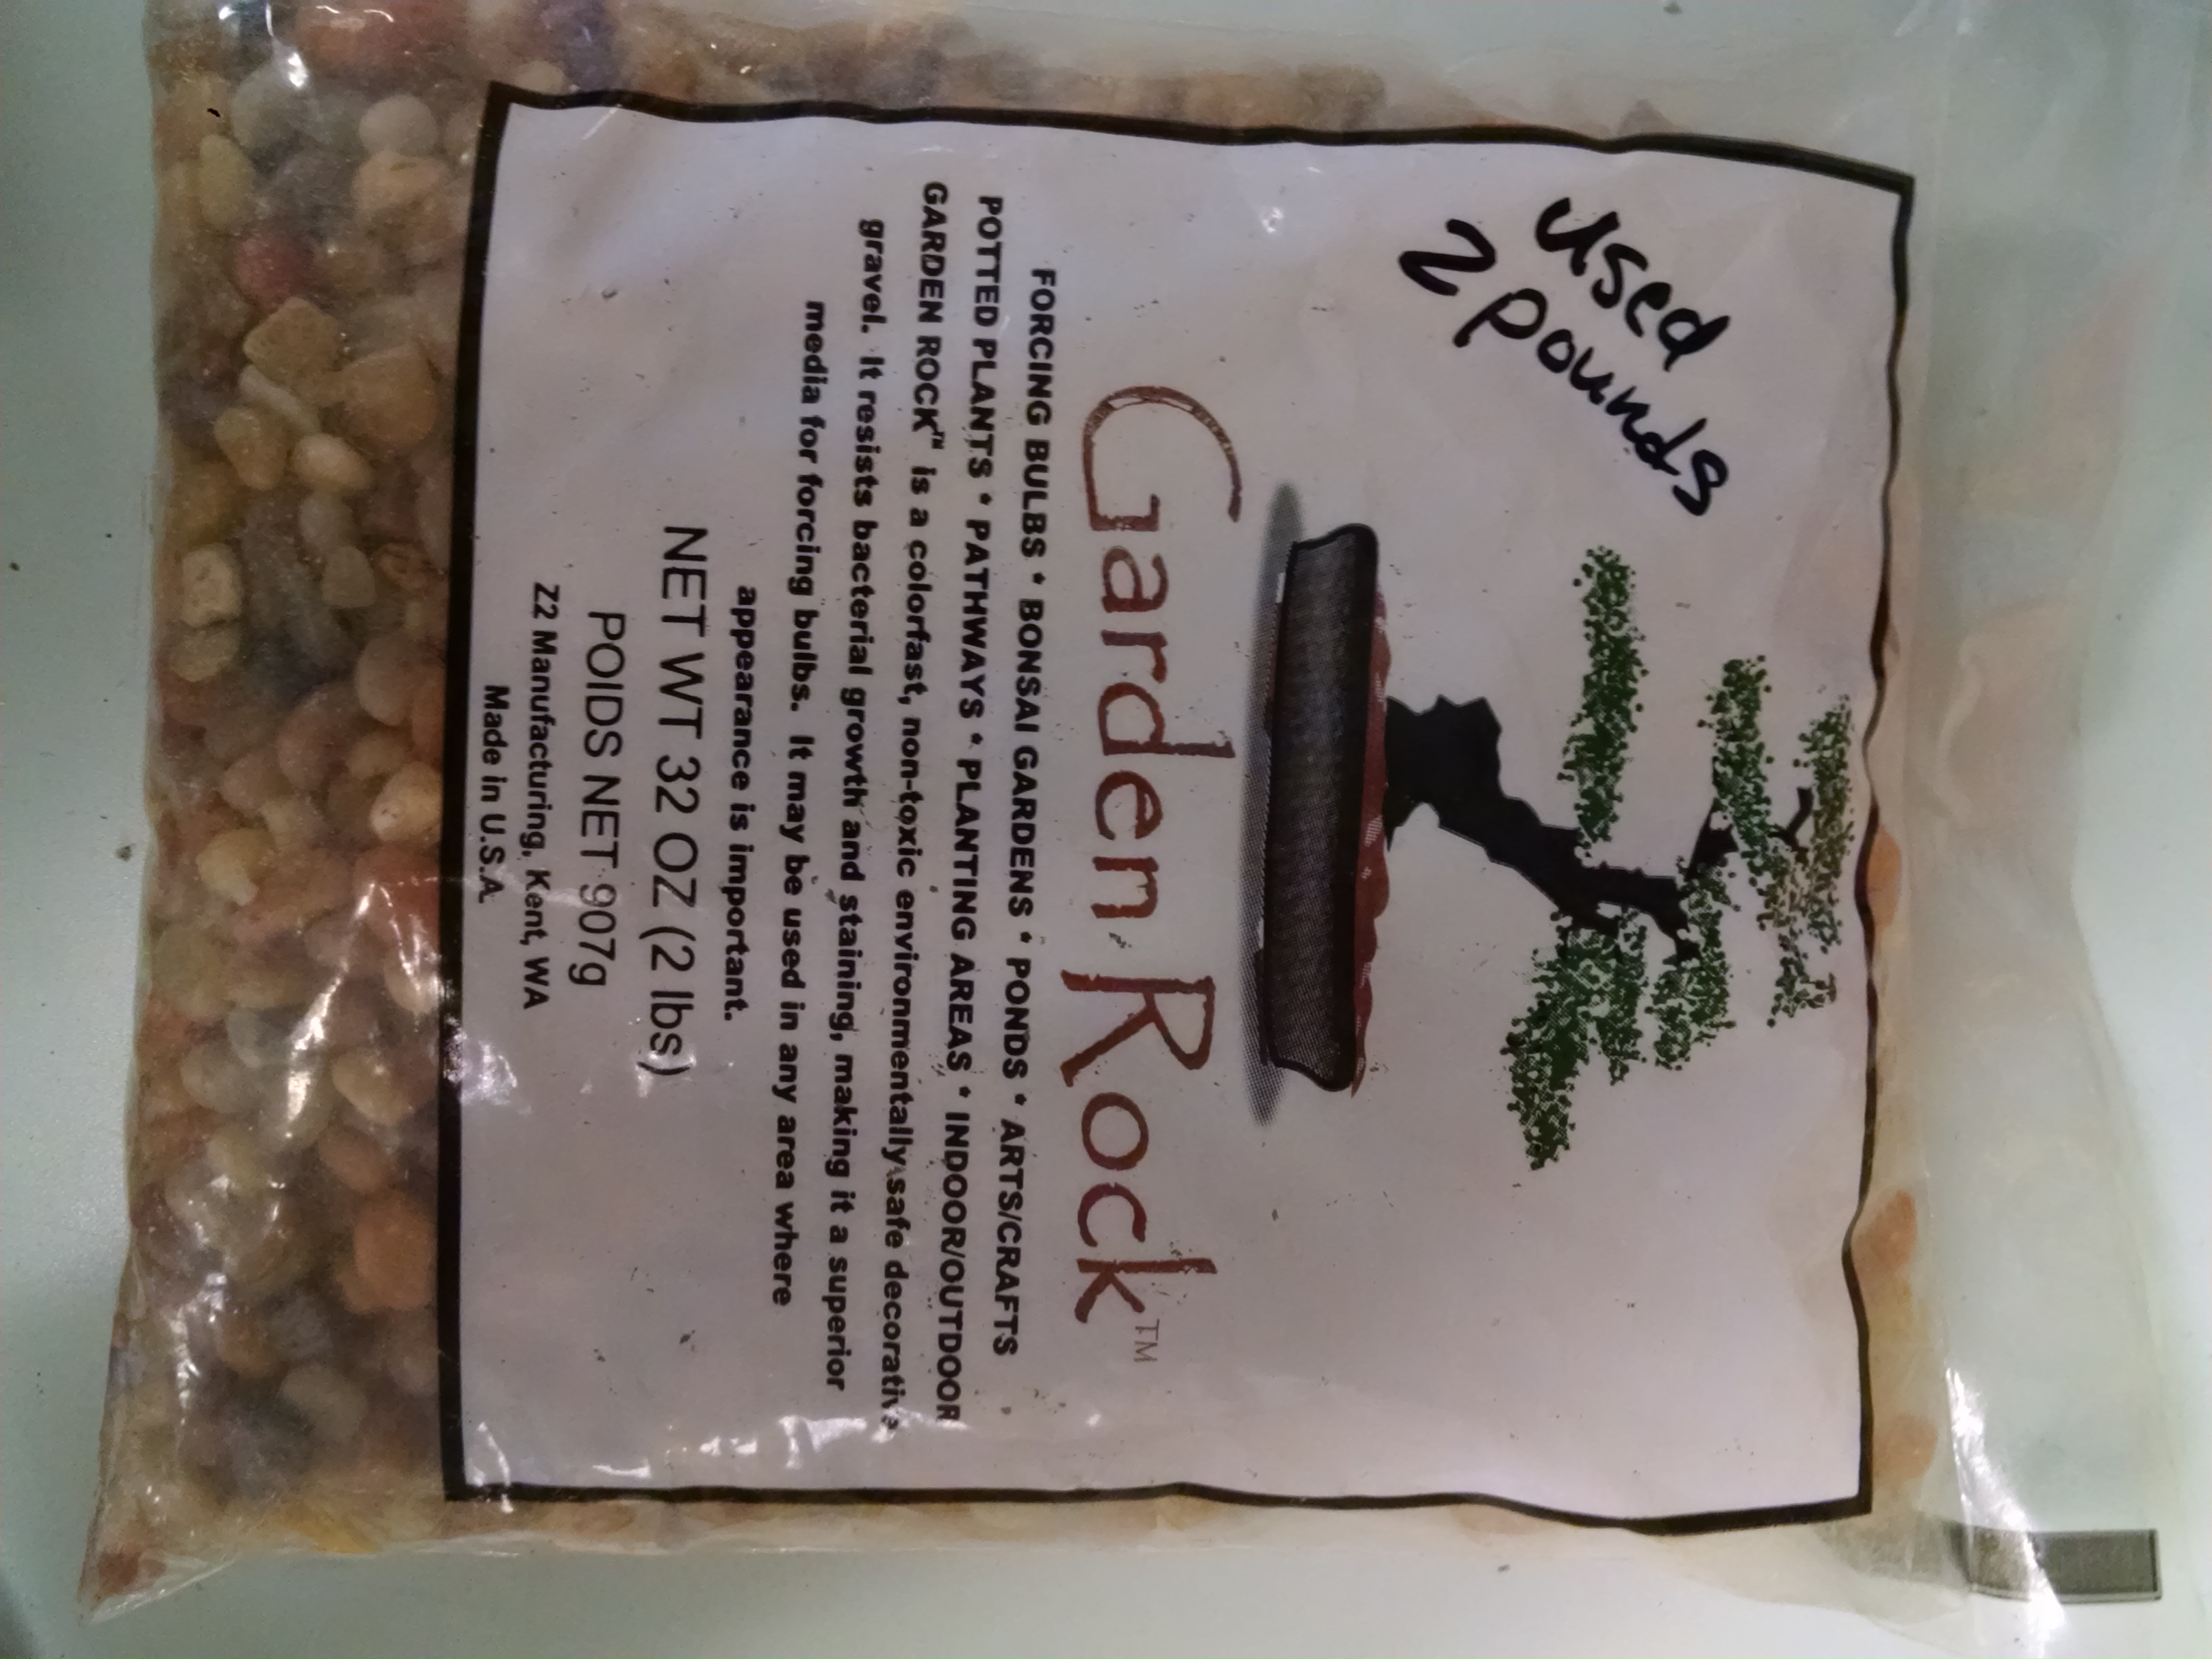 used
2 pounds
Garden Rock™
FORCING BULBS * BONSAI GARDENS * PONDS * ARTS/CRAFTS
POTTED PLANTS * PATHWAYS * PLANTING AREAS * INDOOR/OUTDOOR
GARDEN ROCK™ is a colorfast, non-toxic environmentally safe decorative
gravel. It resists bacterial growth and staining, making it a superior
media for forcing bulbs. It may be used in any area where
appearance is important.
NET WT 32 OZ (2 lbs)
POIDS NET 907g
Z2 Manufacturing, Kent, WA
Made in U.S.A.